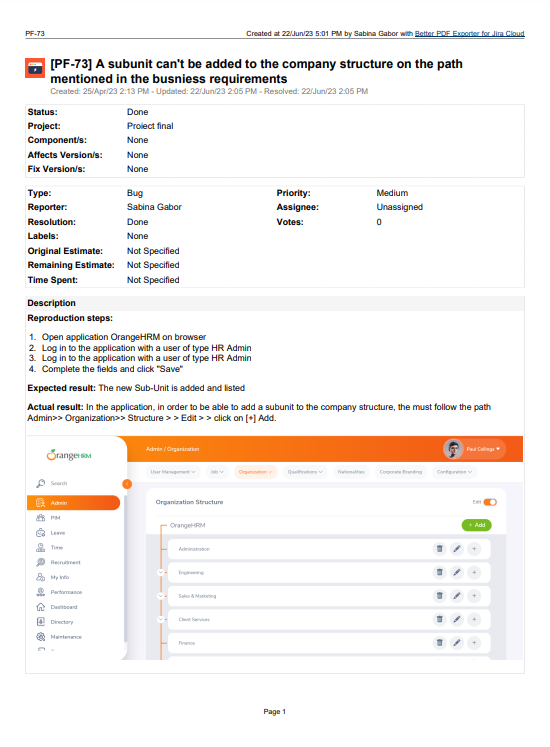 PF-73 Created at 22/Jun/23 5:01 PM by Sabina Gabor with Better PDF Exporter for Jira Cloud
[PF-73] A subunit can't be added to the company structure on the path
mentioned in the busniess requirements
Created: 25/Apr/23 2:13 PM - Updated: 22/Jun/23 2:05 PM - Resolved: 22/Jun/23 2:05 PM
Status: Done
Project: Proiect final
Component/s: None
Affects Version/s: None
Fix Version/s: None
Type: Bug Priority: Medium
Reporter: Sabina Gabor Assignee: Unassigned
Resolution: Done Votes: 0
Labels: None
Original Estimate: Not Specified
Remaining Estimate: Not Specified
Time Spent: Not Specified
Description
Reproduction steps:
1. Open application OrangeHRM on browser
2. Log in to the application with a user of type HR Admin
3. Log in to the application with a user of type HR Admin
4. Complete the fields and click "Save"
Expected result: The new Sub-Unit is added and listed
Actual result: In the application, in order to be able to add a subunit to the company structure, the must follow the path
Admin>> Organization>> Structure > > Edit > > click on [+] Add.
OrangeHRM Admin / Organization Paul Collings
User Management Job Organization Qualifications Nationalities Corporate Branding Configuration
Search
Admin
PIM
Leave
Time
Recruitment
My Info
Performance
Dashboard
Directory
Maintenance
Organization Structure Edit
OrangeHRM + Add
Administration
Engineering
Sales & Marketing
Client Services
Finance
Page 1